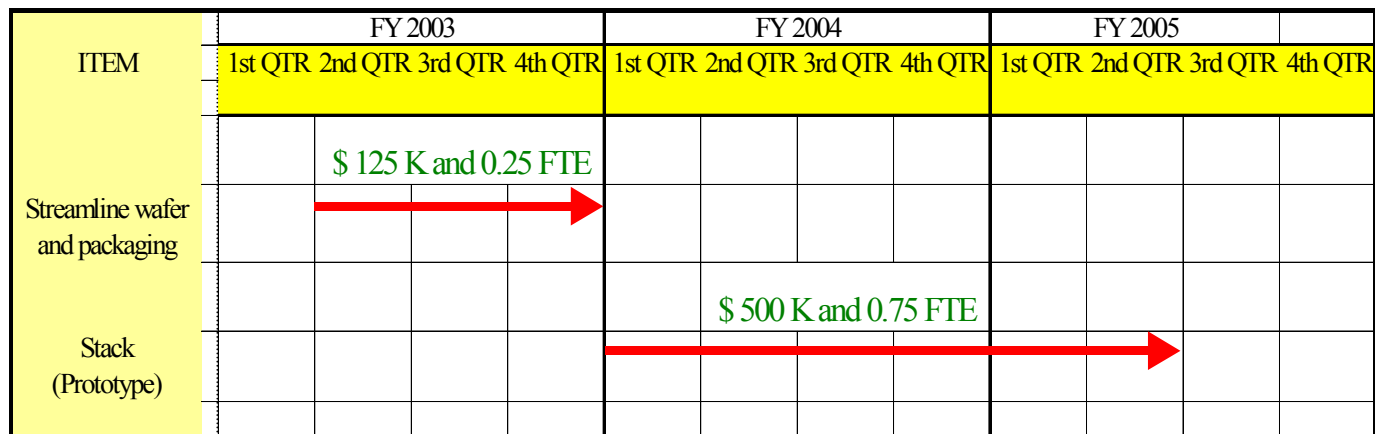 FY 2003 FY 2004 FY 2005
ITEM 1st QTR 2nd QTR 3rd QTR 4th QTR 1st QTR 2nd QTR 3rd QTR 4th QTR 1st QTR 2nd QTR 3rd QTR 4th QTR
$ 125 K and 0.25 FTE
Streamline wafer
and packaging
$ 500 K and 0.75 FTE
Stack
(Prototype)